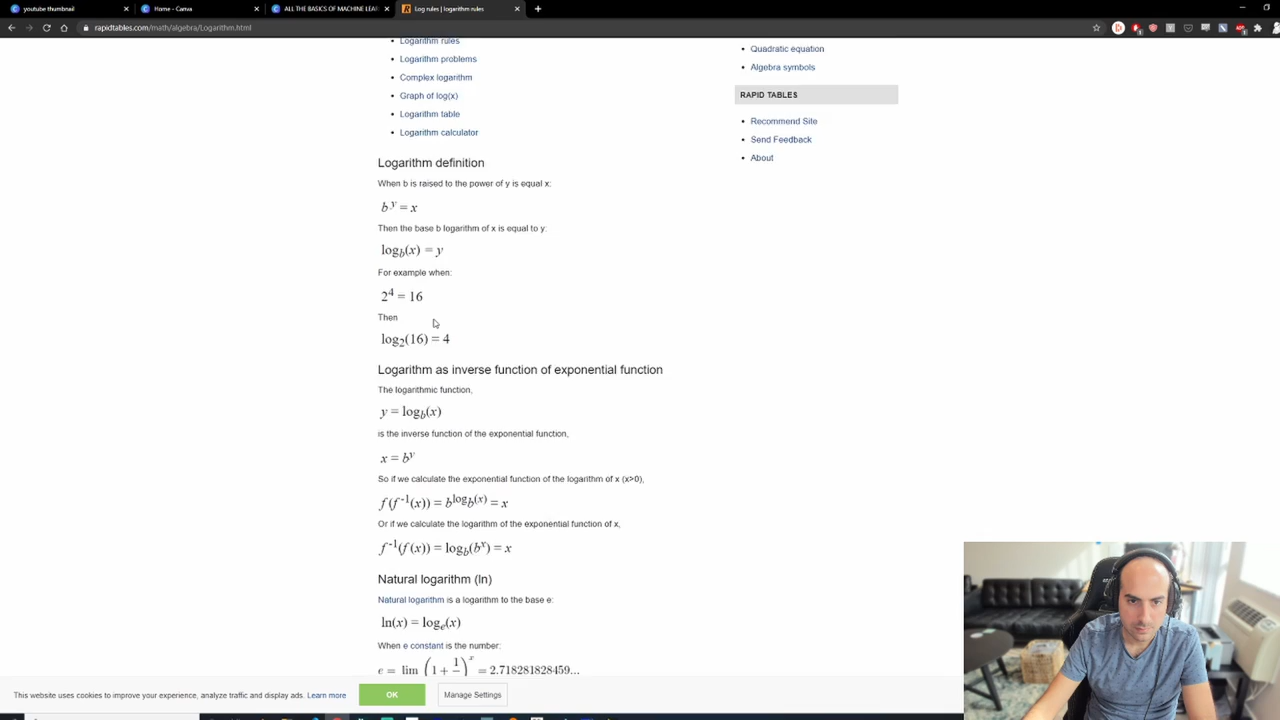 youtube thumbnail
Home - Canva
ALL THE BASICS OF MACHINE LEA
Log rules | logarithm rules
rapidtables.com/math/algebra/Logarithm.html
Logarithm rules
Logarithm problems
Complex logarithm
Graph of log(x)
Logarithm table
Logarithm calculator
Quadratic equation
Algebra symbols
RAPID TABLES
Recommend Site
Send Feedback
About
Logarithm definition
When b is raised to the power of y is equal x:
b^y = x
Then the base b logarithm of x is equal to y:
log_b(x) = y
For example when:
2^4 = 16
Then
log_2(16) = 4
Logarithm as inverse function of exponential function
The logarithmic function,
y = log_b(x)
is the inverse function of the exponential function,
x = b^y
So if we calculate the exponential function of the logarithm of x (x>0),
f(f^-1(x)) = b^log_b(x) = x
Or if we calculate the logarithm of the exponential function of x,
f^-1(f(x)) = log_b(b^x) = x
Natural logarithm (ln)
Natural logarithm is a logarithm to the base e:
ln(x) = log_e(x)
When e constant is the number:
e = lim (1 + 1/ )^x = 2.718281828459...
This website uses cookies to improve your experience, analyze traffic and display ads. Learn more
OK
Manage Settings